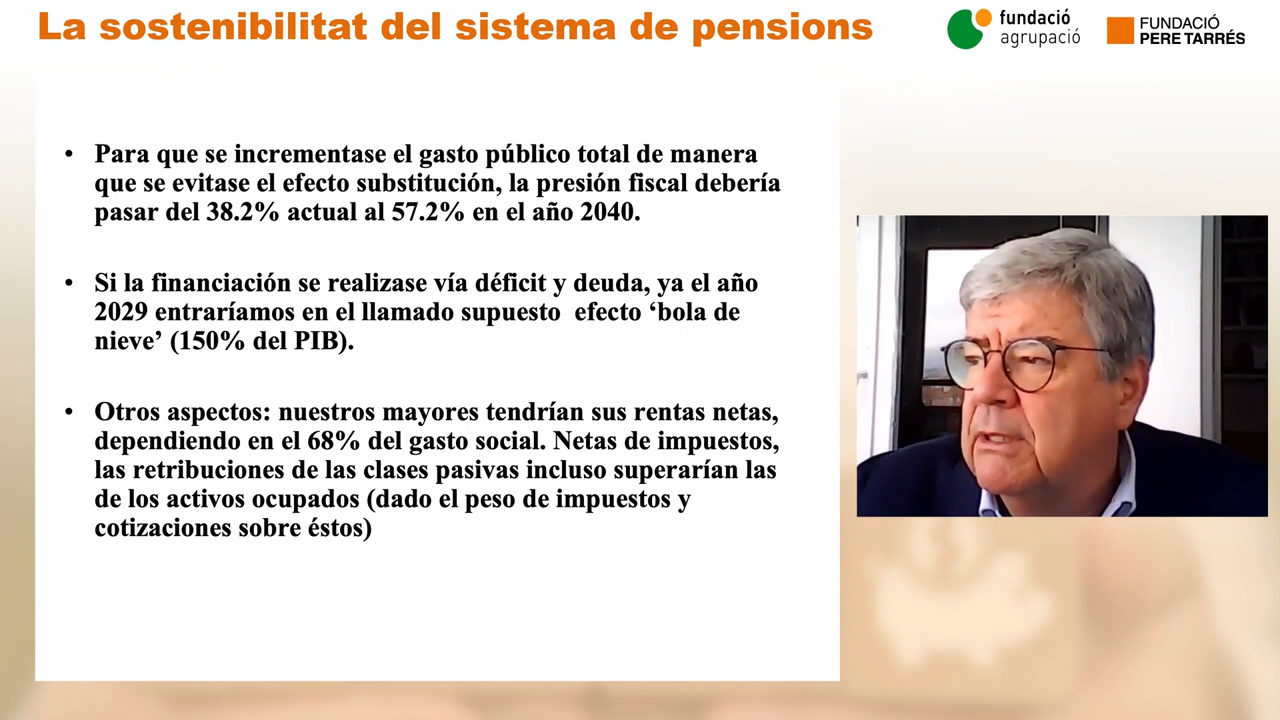 La sostenibilitat del sistema de pensions
fundació
agrupació
FUNDACIÓ
PERE TARRÉS
• Para que se incrementase el gasto público total de manera
que se evitase el efecto substitución, la presión fiscal debería
pasar del 38.2% actual al 57.2% en el año 2040.
• Si la financiación se realizase vía déficit y deuda, ya el año
2029 entraríamos en el llamado supuesto efecto ‘bola de
nieve’ (150% del PIB).
• Otros aspectos: nuestros mayores tendrían sus rentas netas,
dependiendo en el 68% del gasto social. Netas de impuestos,
las retribuciones de las clases pasivas incluso superarían las
de los activos ocupados (dado el peso de impuestos y
cotizaciones sobre éstos)